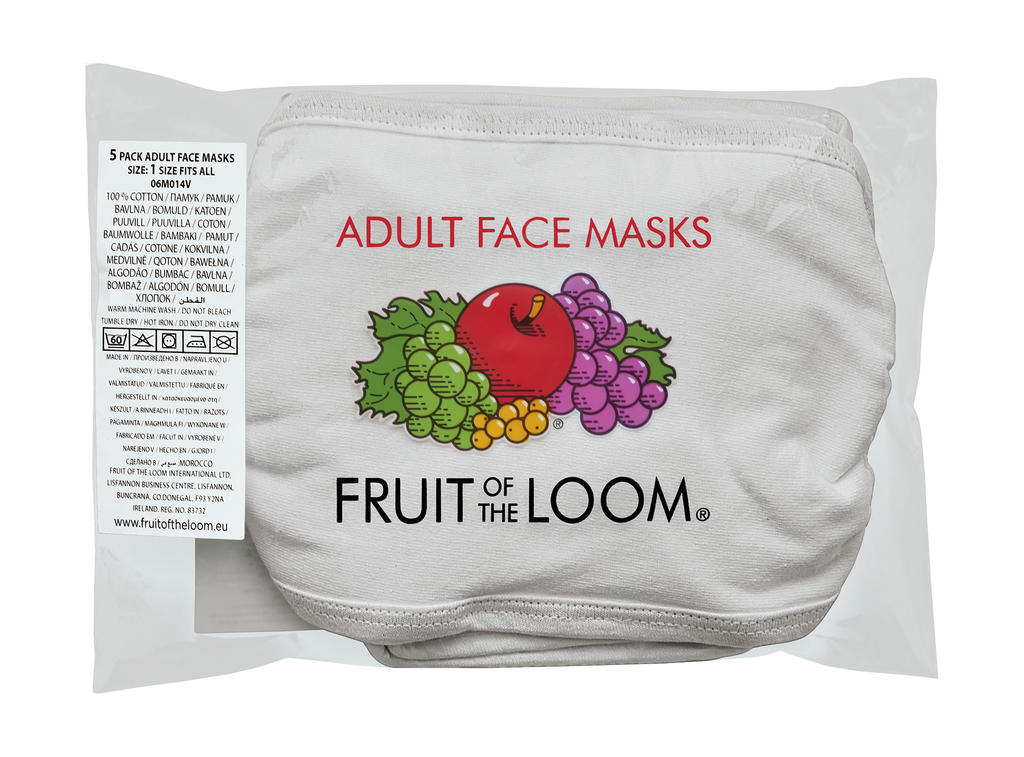 5 PACK ADULT FACE MASKS
SIZE: 1 SIZE FITS ALL
06M014V
100% COTTON / ПАМУК / PAMUK /
BAVLNA / BOMULD / KATOEN /
PUUVILL / PUUVILLA / COTON /
BAUMWOLLE / BAMBAKI / PAMUT /
CADÁS / COTONE / KOKVILNA /
MEDVILNĖ / QOTON / BAWEŁNA /
ALGODÃO / BUMBAC / BAVLNA /
BOMBAŽ / ALGODÓN / BOMULL /
ХЛОПОК / القطن
WARM MACHINE WASH / DO NOT BLEACH
TUMBLE DRY / HOT IRON / DO NOT DRY CLEAN
60
MADE IN / ПРОИЗВЕДЕНО В / NAPRAVLJENO U /
VYROBENO V / LAVET I / GEMAAKT IN /
VALMISTATUD / VALMISTETTU / FABRIQUÉ EN /
HERGESTELLT IN / κατασκευασμένο στη /
KESZULT / A RINNEADH I / FATTO IN / RAŽOTS /
PAGAMINTA / MAGHMULA FI / WYKONANE W /
FABRICADO EM / FACUT IN / VYROBENÉ V /
NAREJENO V / HECHO EN / GJORD I /
СДЕЛАНО В / صنع في :MOROCCO
FRUIT OF THE LOOM INTERNATIONAL LTD,
LISFANNON BUSINESS CENTRE, LISFANNON,
BUNCRANA, CO.DONEGAL, F93 Y2NA
IRELAND. REG. NO. 83732
www.fruitoftheloom.eu
ADULT FACE MASKS
®
FRUIT OF THE LOOM®